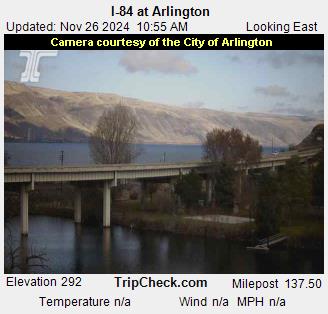 I-84 at Arlington
Updated: Nov 26 2024 10:55 AM Looking East
Camera courtesy of the City of Arlington
Elevation 292 TripCheck.com Milepost 137.50
Temperature n/a Wind n/a MPH n/a